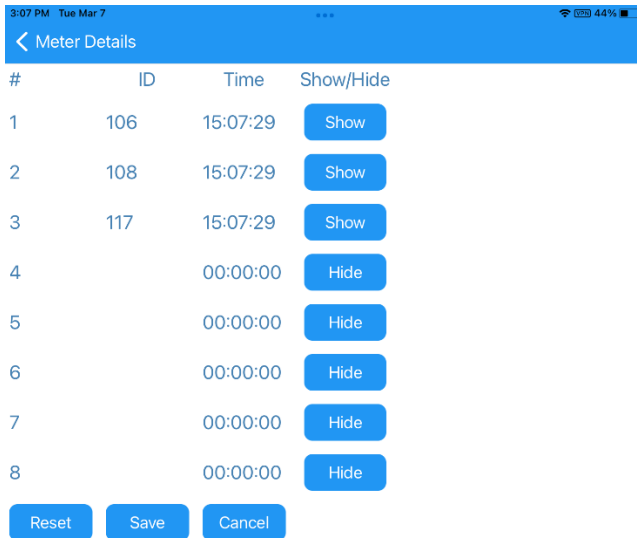 3:07 PM Tue Mar 7 VPN 44%
Meter Details
# ID Time Show/Hide
1 106 15:07:29 Show
2 108 15:07:29 Show
3 117 15:07:29 Show
4 00:00:00 Hide
5 00:00:00 Hide
6 00:00:00 Hide
7 00:00:00 Hide
8 00:00:00 Hide
Reset Save Cancel